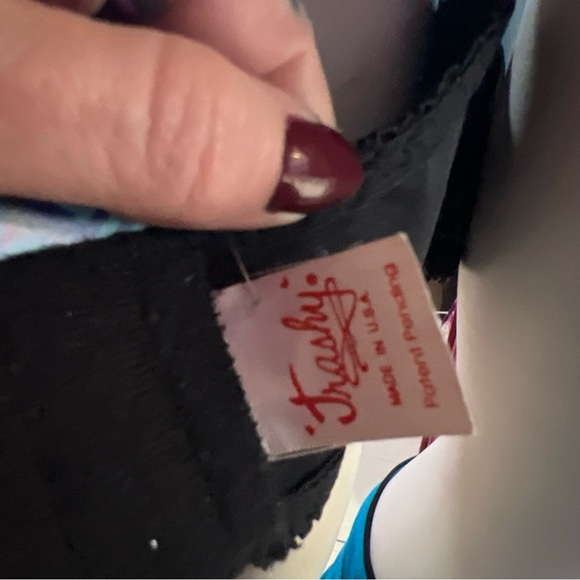 Trashy
MADE IN U.S.A
Patent Pending